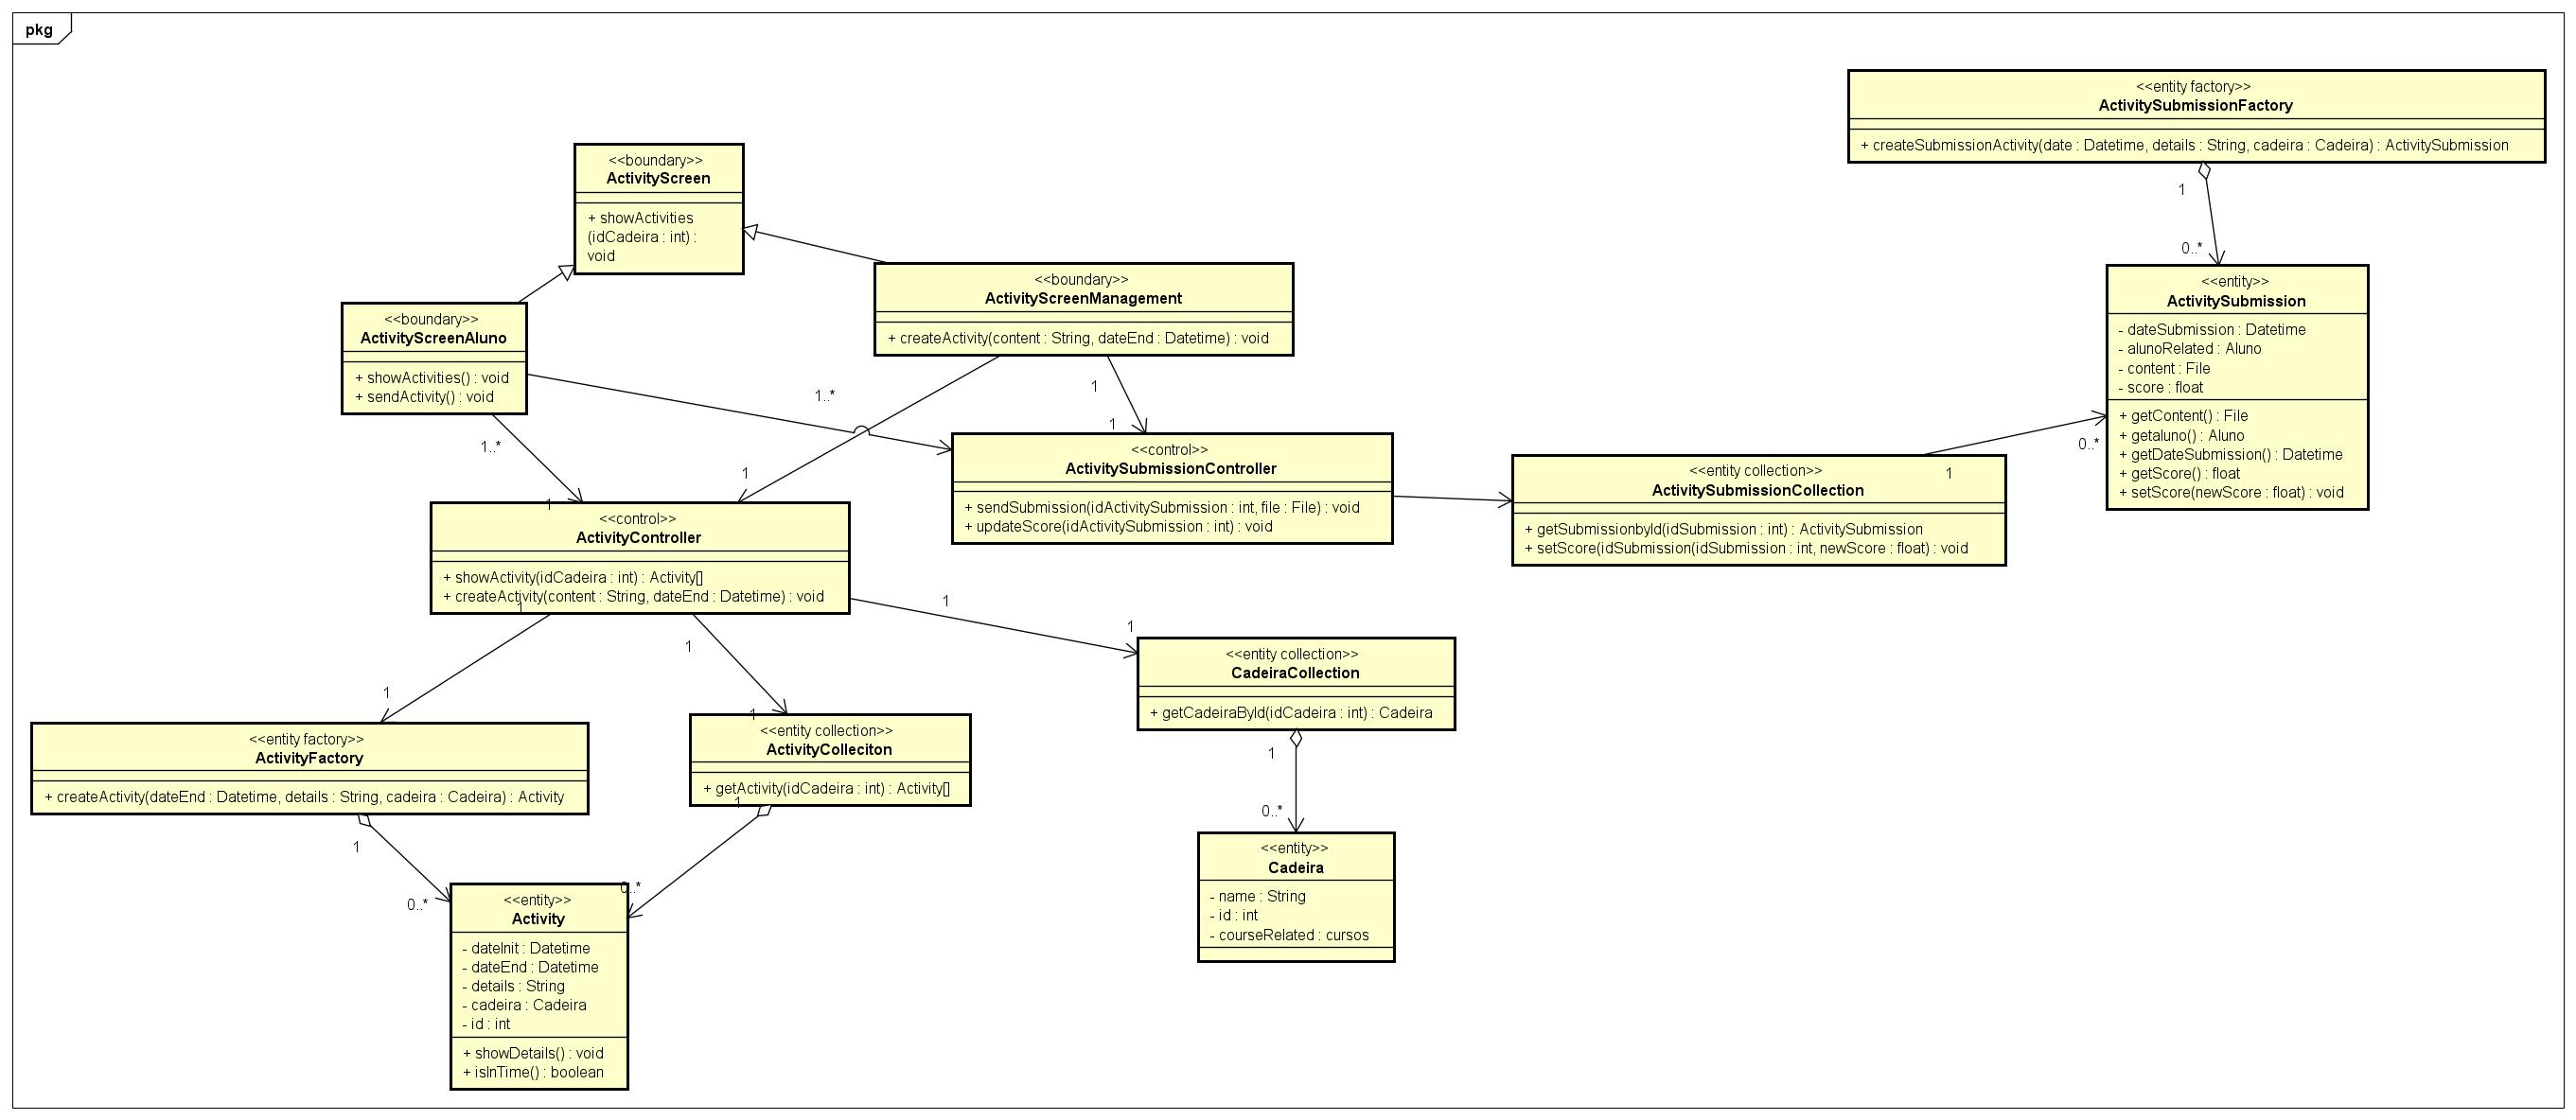 pkg
<<entity factory>>
ActivitySubmissionFactory
+ createSubmissionActivity(date : Datetime, details : String, cadeira : Cadeira) : ActivitySubmission
1
0..*
<<boundary>>
ActivityScreen
+ showActivities
(idCadeira : int) :
void
<<boundary>>
ActivityScreenManagement
+ createActivity(content : String, dateEnd : Datetime) : void
<<boundary>>
ActivityScreenAluno
+ showActivities() : void
+ sendActivity() : void
<<entity>>
ActivitySubmission
- dateSubmission : Datetime
- alunoRelated : Aluno
- content : File
- score : float
+ getContent() : File
+ getaluno() : Aluno
+ getDateSubmission() : Datetime
+ getScore() : float
+ setScore(newScore : float) : void
1..*
1
1
1..*
1
1
<<control>>
ActivitySubmissionController
+ sendSubmission(idActivitySubmission : int, file : File) : void
+ updateScore(idActivitySubmission : int) : void
<<entity collection>>
ActivitySubmissionCollection
+ getSubmissionbyId(idSubmission : int) : ActivitySubmission
+ setScore(idSubmission(idSubmission : int, newScore : float) : void
1
0..*
<<control>>
ActivityController
+ showActivity(idCadeira : int) : Activity[]
+ createActivity(content : String, dateEnd : Datetime) : void
1
1
1
1
1
1
<<entity collection>>
CadeiraCollection
+ getCadeiraById(idCadeira : int) : Cadeira
1
0..*
<<entity factory>>
ActivityFactory
+ createActivity(dateEnd : Datetime, details : String, cadeira : Cadeira) : Activity
1
0..*
<<entity collection>>
ActivityColleciton
+ getActivity(idCadeira : int) : Activity[]
1
0..*
<<entity>>
Cadeira
- name : String
- id : int
- courseRelated : cursos
<<entity>>
Activity
- dateInit : Datetime
- dateEnd : Datetime
- details : String
- cadeira : Cadeira
- id : int
+ showDetails() : void
+ isInTime() : boolean